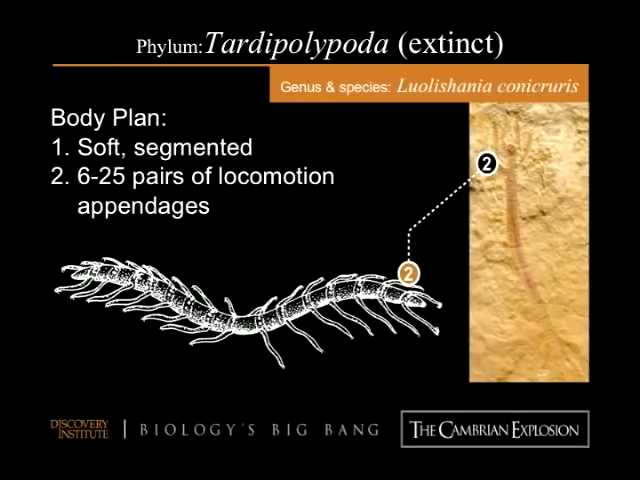 Phylum:Tardipolypoda (extinct)
Genus & species: Luolishania conicruris
Body Plan:
1. Soft, segmented
2. 6-25 pairs of locomotion
appendages
2
2
DISCOVERY
INSTITUTE
BIOLOGY'S BIG BANG
THE CAMBRIAN EXPLOSION